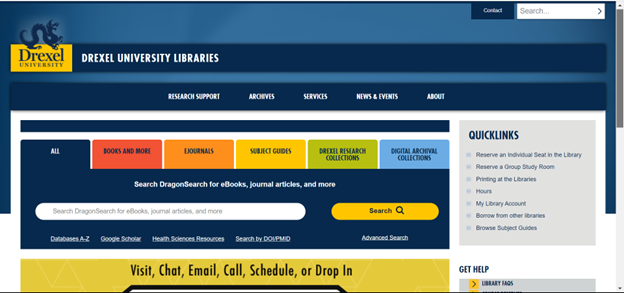 Contact
Search...
Drexel
UNIVERSITY
DREXEL UNIVERSITY LIBRARIES
RESEARCH SUPPORT ARCHIVES SERVICES NEWS & EVENTS ABOUT
ALL
BOOKS AND MORE
EJOURNALS
SUBJECT GUIDES
DREXEL RESEARCH
COLLECTIONS
DIGITAL ARCHIVAL
COLLECTIONS
Search DragonSearch for eBooks, journal articles, and more
Search DragonSearch for eBooks, journal articles, and more
Search
Databases A-Z Google Scholar Health Sciences Resources Search by DOI/PMID Advanced Search
Visit, Chat, Email, Call, Schedule, or Drop In
QUICKLINKS
Reserve an Individual Seat in the Library
Reserve a Group Study Room
Printing at the Libraries
Hours
My Library Account
Borrow from other libraries
Browse Subject Guides
GET HELP
LIBRARY FAQS